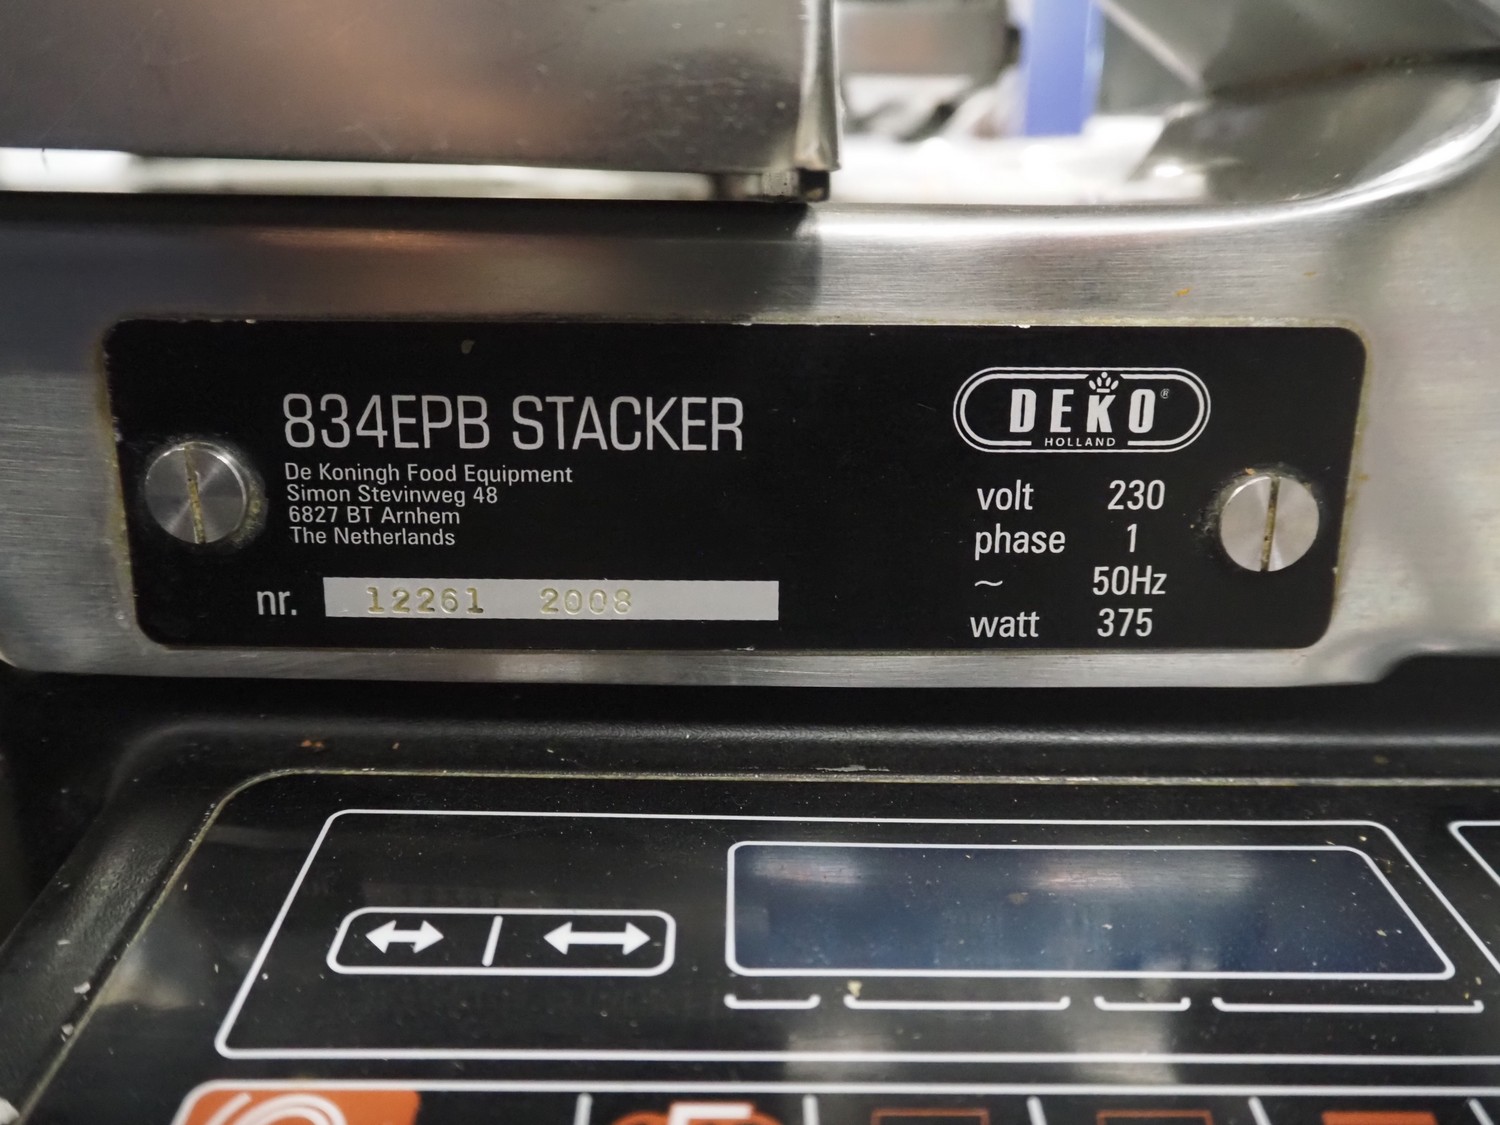 834EPB STACKER
De Koningh Food Equipment
Simon Stevinweg 48
6827 BT Arnhem
The Netherlands
nr. 12261 2008
DEKO®
HOLLAND
volt 230
phase 1
~ 50Hz
watt 375